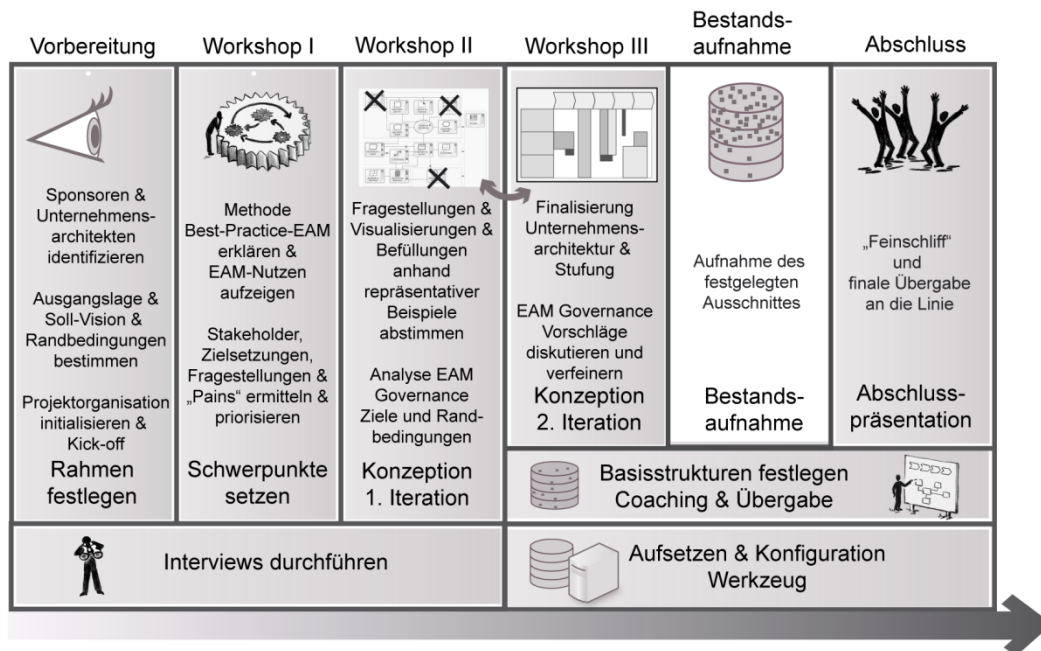 Vorbereitung
Sponsoren &
Unternehmens-
architekten
identifizieren
Ausgangslage &
Soll-Vision &
Randbedingungen
bestimmen
Projektorganisation
initialisieren &
Kick-off
Rahmen
festlegen
Workshop I
Methode
Best-Practice-EAM
erklären &
EAM-Nutzen
aufzeigen
Stakeholder,
Zielsetzungen,
Fragestellungen &
„Pains“ ermitteln &
priorisieren
Schwerpunkte
setzen
Workshop II
Fragestellungen &
Visualisierungen &
Befüllungen
anhand
repräsentativer
Beispiele
abstimmen
Analyse EAM
Governance
Ziele und Rand-
bedingungen
Konzeption
1. Iteration
Workshop III
Finalisierung
Unternehmens-
architektur &
Stufung
EAM Governance
Vorschläge
diskutieren und
verfeinern
Konzeption
2. Iteration
Bestands-
aufnahme
Aufnahme des
festgelegten
Ausschnittes
Bestands-
aufnahme
Abschluss
„Feinschliff“
und
finale Übergabe
an die Linie
Abschluss-
präsentation
Basisstrukturen festlegen
Coaching & Übergabe
Interviews durchführen
Aufsetzen & Konfiguration
Werkzeug